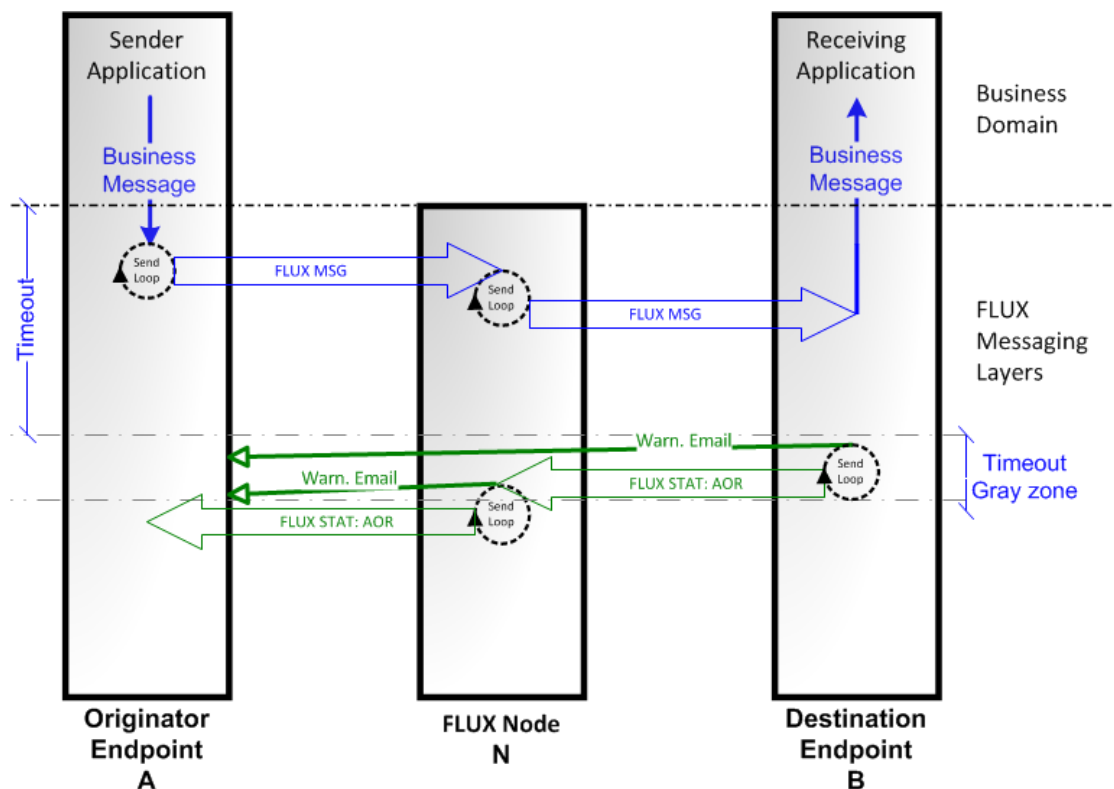 Sender
Application
Receiving
Application
Business
Domain
Business
Message
Business
Message
Timeout
Send
Loop
FLUX MSG
Send
Loop
FLUX MSG
FLUX
Messaging
Layers
Warn. Email
Send
Loop
Timeout
Gray zone
Warn. Email
FLUX STAT: AOR
Send
Loop
FLUX STAT: AOR
Originator
Endpoint
A
FLUX Node
N
Destination
Endpoint
B